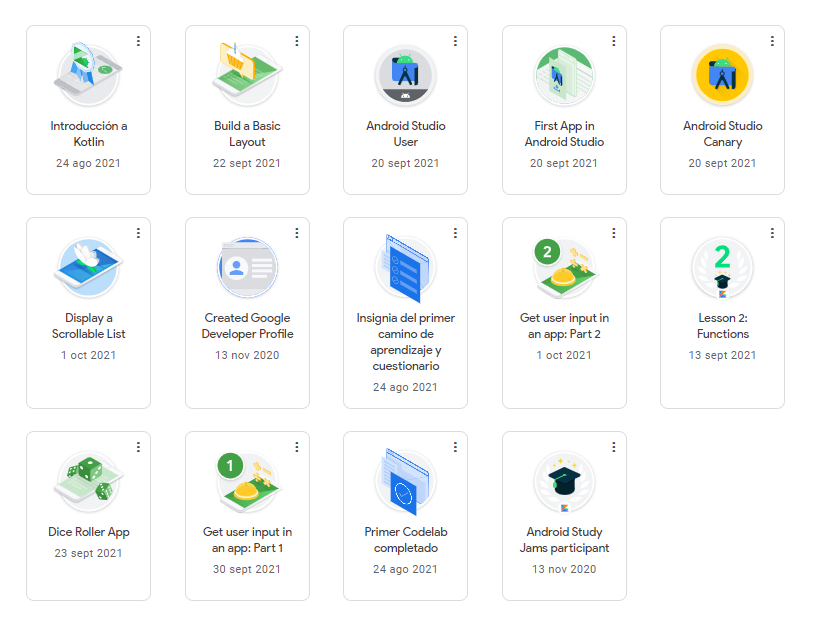 Introducción a
Kotlin
24 ago 2021
Build a Basic
Layout
22 sept 2021
Android Studio
User
20 sept 2021
First App in
Android Studio
20 sept 2021
Android Studio
Canary
20 sept 2021
Display a
Scrollable List
1 oct 2021
Created Google
Developer Profile
13 nov 2020
Insignia del primer
camino de
aprendizaje y
cuestionario
24 ago 2021
2
Get user input in
an app: Part 2
1 oct 2021
2
Lesson 2:
Functions
13 sept 2021
Dice Roller App
23 sept 2021
1
Get user input in
an app: Part 1
30 sept 2021
Primer Codelab
completado
24 ago 2021
Android Study
Jams participant
13 nov 2020